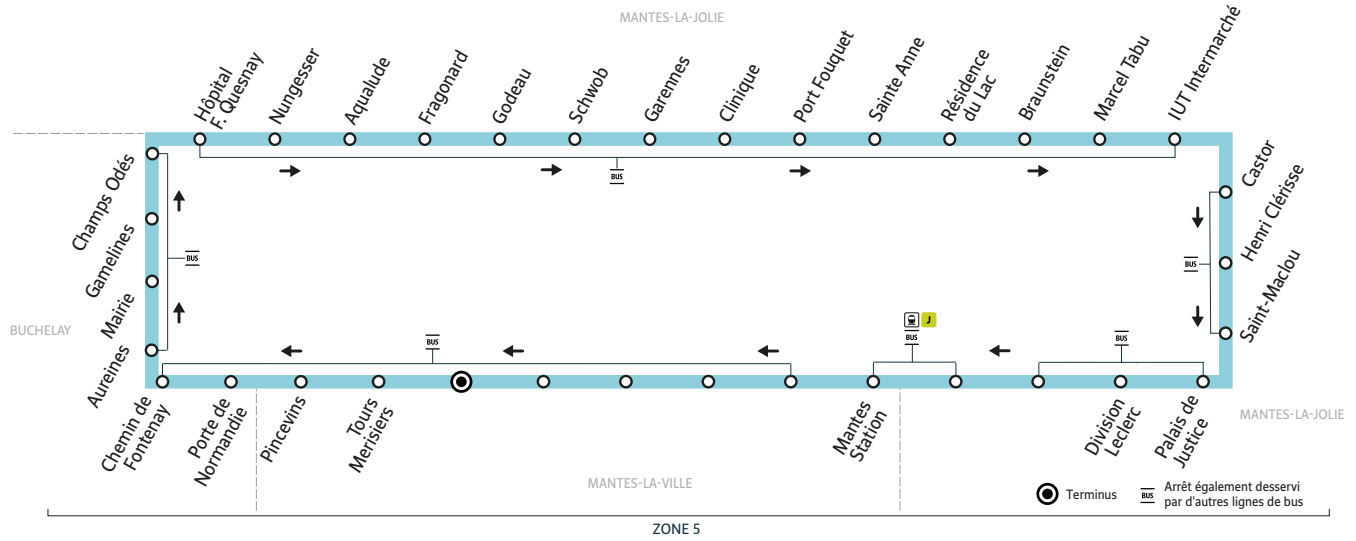 MANTES-LA-JOLIE
Hôpital
F. Quesnay
Nungesser
Aqualude
Fragonard
Godeau
Schwob
Garennes
Clinique
Port Fouquet
Sainte Anne
Résidence
du Lac
Braunstein
Marcel Tabu
IUT Intermarché
BUS
Champs Odés
Gamelines
Mairie
Aureines
BUS
BUCHELAY
Castor
Henri Clérisse
Saint-Maclou
BUS
BUS
J
BUS
BUS
Chemin de
Fontenay
Porte de
Normandie
Pincevins
Tours
Merisiers
Mantes
Station
Division
Leclerc
Palais de
Justice
MANTES-LA-JOLIE
MANTES-LA-VILLE
Terminus
BUS
Arrêt également desservi
par d'autres lignes de bus
ZONE 5